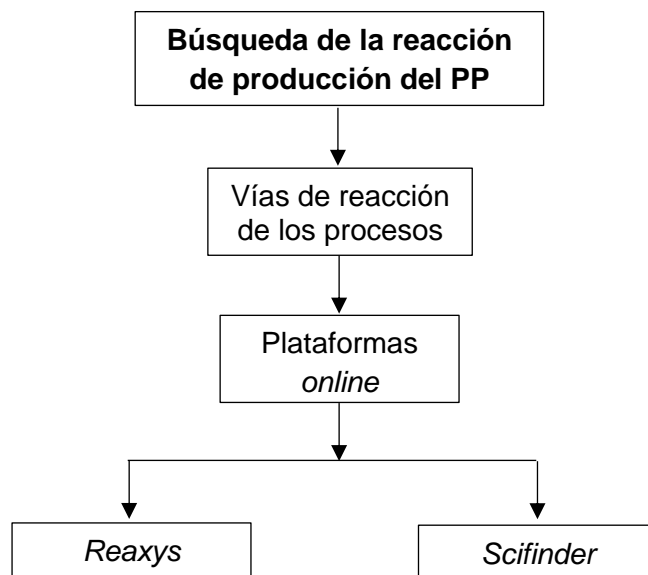 Búsqueda de la reacción
de producción del PP
Vías de reacción
de los procesos
Plataformas
online
Reaxys
Scifinder